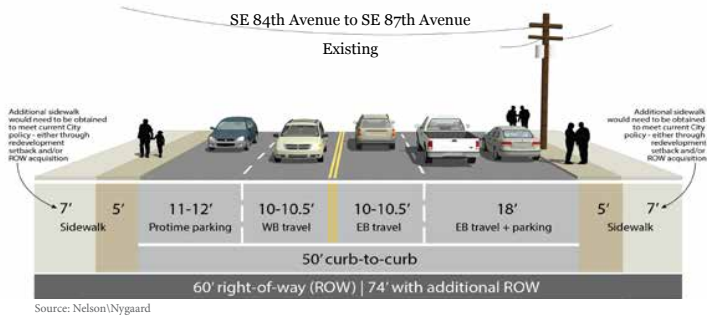 SE 84th Avenue to SE 87th Avenue
Existing
Additional sidewalk
would need to be obtained
to meet current City
policy - either through
redevelopment
setback and/or
ROW acquisition
Additional sidewalk
would need to be obtained
to meet current City
policy - either through
redevelopment
setback and/or
ROW acquisition
7’ 5’ 11-12’ 10-10.5’ 10-10.5’ 18’ 5’ 7’
Sidewalk Protime parking WB travel EB travel EB travel + parking Sidewalk
50’ curb-to-curb
60’ right-of-way (ROW) | 74’ with additional ROW
Source: Nelson\Nygaard